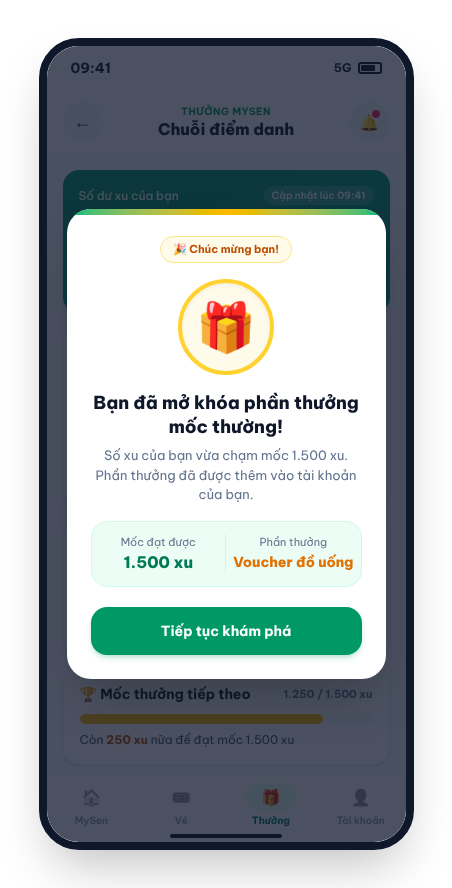 09:41
5G
THƯỞNG MYSEN
Chuỗi điểm danh
Số dư xu của bạn
Cập nhật lúc 09:41
Chúc mừng bạn!
Bạn đã mở khóa phần thưởng
mốc thường!
Số xu của bạn vừa chạm mốc 1.500 xu.
Phần thưởng đã được thêm vào tài khoản
của bạn.
Mốc đạt được
Phần thưởng
1.500 xu
Voucher đồ uống
Tiếp tục khám phá
Mốc thưởng tiếp theo
1.250 / 1.500 xu
Còn 250 xu nữa để đạt mốc 1.500 xu
MySen
Vé
Thưởng
Tài khoản